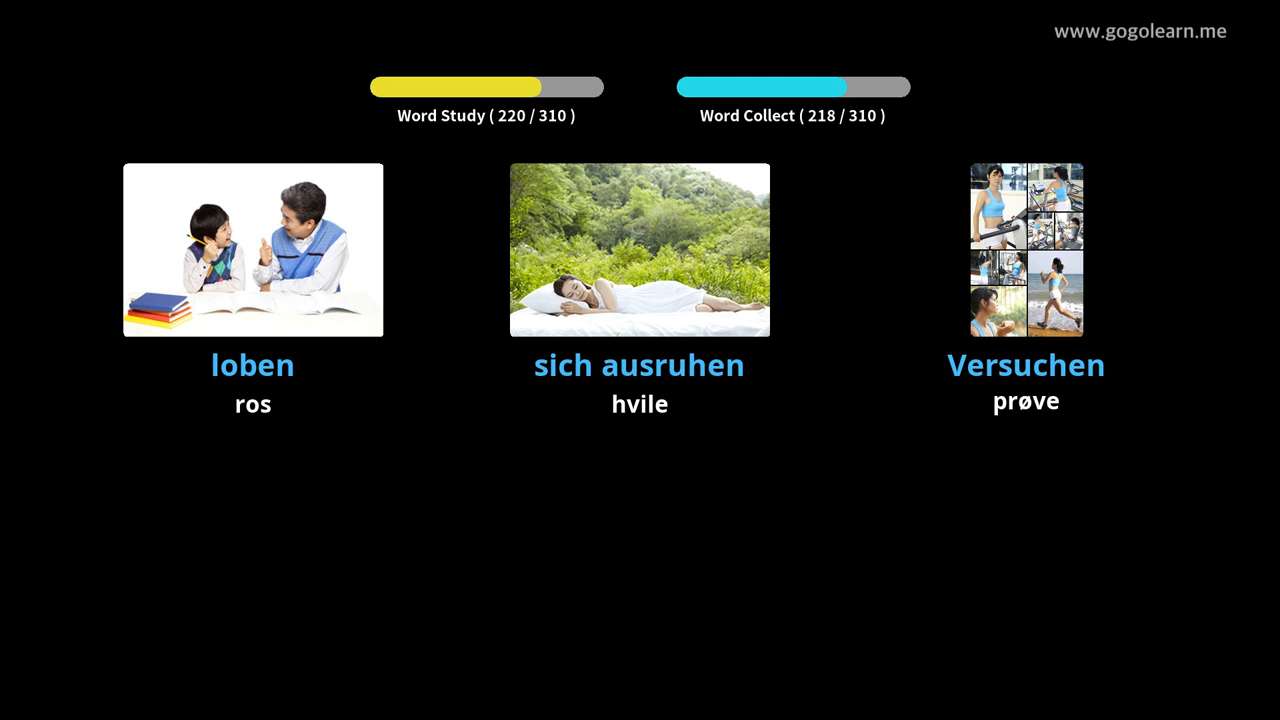 www.gogolearn.me
Word Study ( 220 / 310 )
Word Collect ( 218 / 310 )
loben
sich ausruhen
Versuchen
ros
hvile
prøve